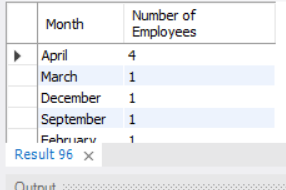 Month Number of
Employees
April 4
March 1
December 1
September 1
February 1
Result 96
Output